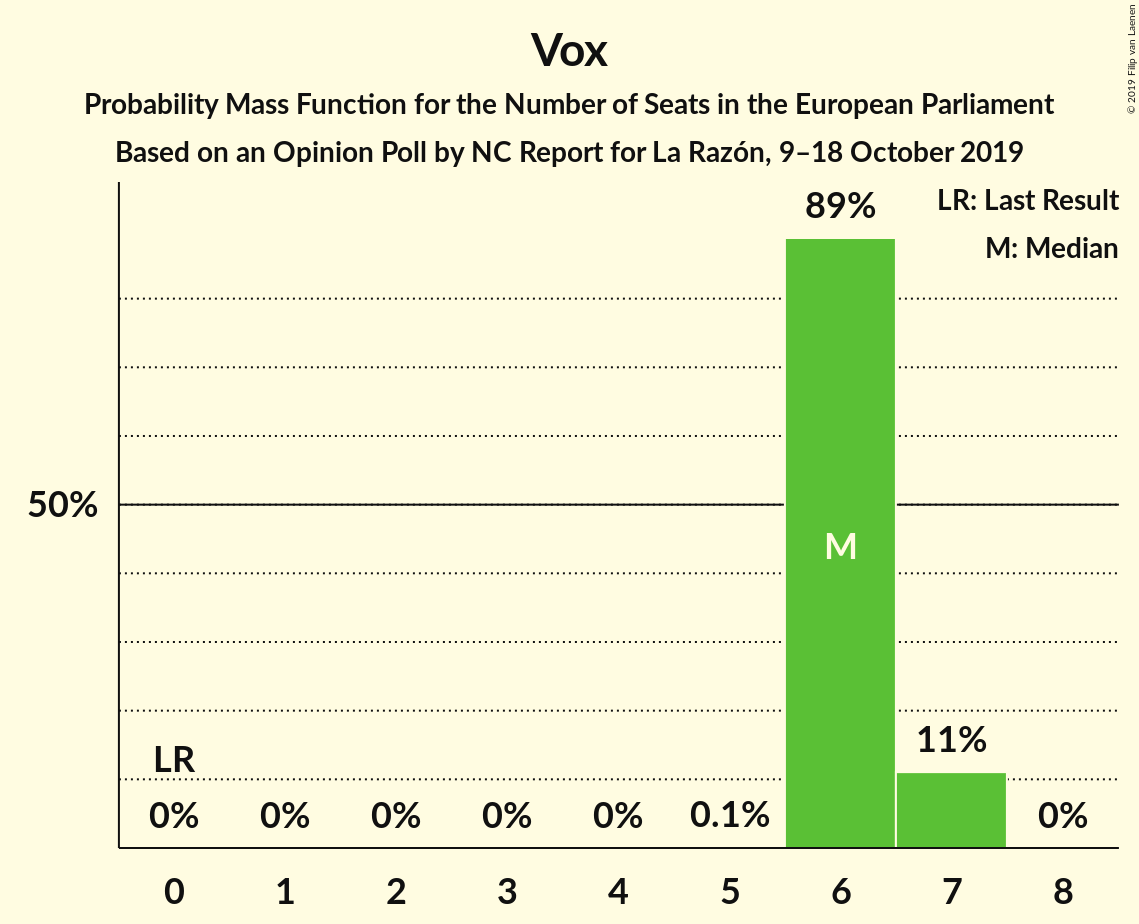 Vox
Probability Mass Function for the Number of Seats in the European Parliament
Based on an Opinion Poll by NC Report for La Razón, 9–18 October 2019
© 2019 Filip van Laenen
LR: Last Result
M: Median
89%
50%
M
11%
LR
0% 0% 0% 0% 0% 0.1% 0%
0 1 2 3 4 5 6 7 8